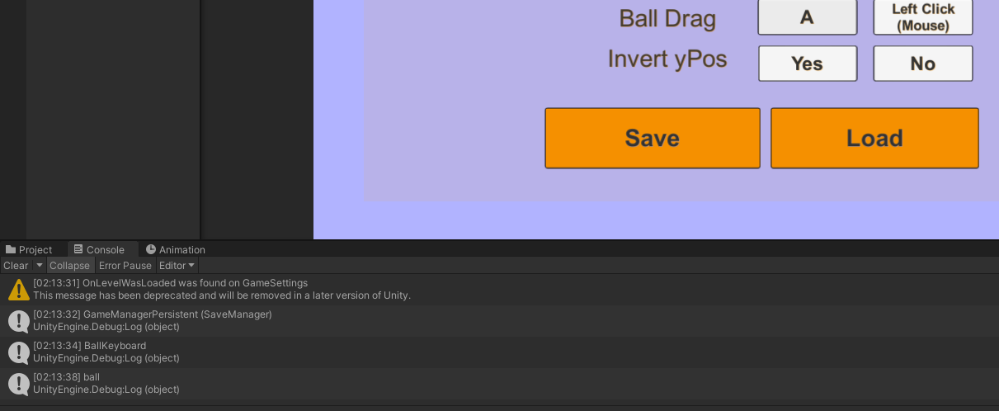 Ball Drag
A
Left Click
(Mouse)
Invert yPos
Yes
No
Save
Load
Project
Console
Animation
Clear
Collapse
Error Pause
Editor
[02:13:31] OnLevelWasLoaded was found on GameSettings
This message has been deprecated and will be removed in a later version of Unity.
[02:13:32] GameManagerPersistent (SaveManager)
UnityEngine.Debug:Log (object)
[02:13:34] BallKeyboard
UnityEngine.Debug:Log (object)
[02:13:38] ball
UnityEngine.Debug:Log (object)